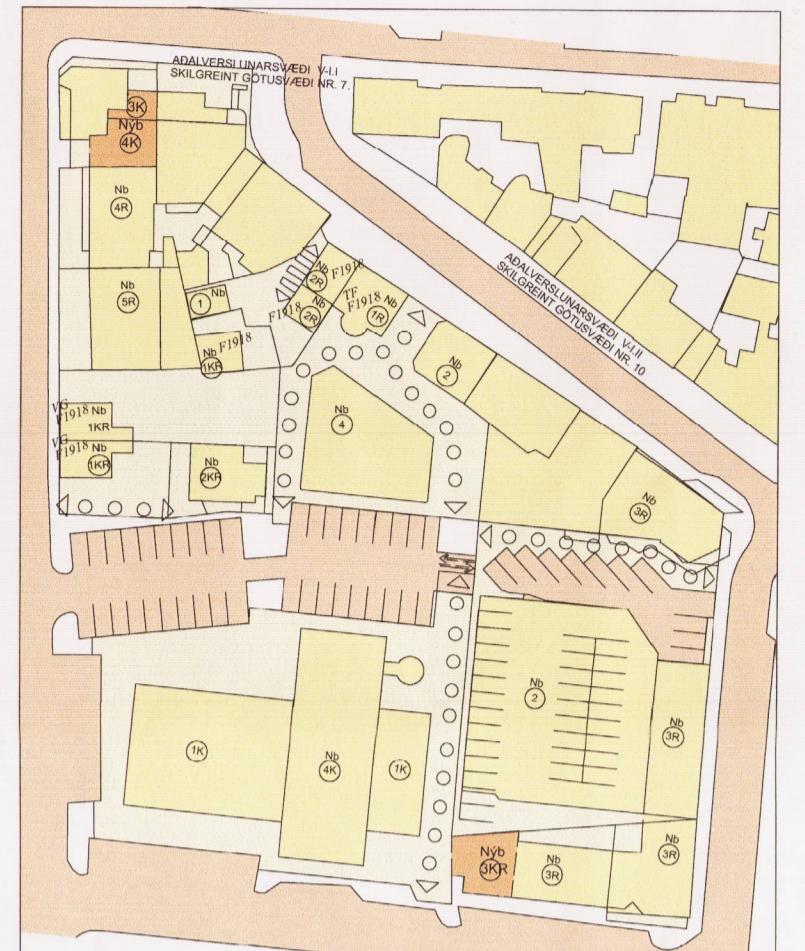 AÐALVERSLUNARSVÆÐI V-I.I
SKILGREINT GÖTUSVÆÐI NR. 7.
3K
Nýb
4K
Nb
4R
Nb
5R
Nb
1
Nb
F1918
1KR
Nb
2R
F1918
F1918
Nb
2R
TF
F1918
Nb
1R
AÐALVERSLUNARSVÆÐI V-I.II
SKILGREINT GÖTUSVÆÐI NR. 10
Nb
2
Nb
4
VG
F1918
Nb
1KR
VG
F1918
Nb
1KR
Nb
2KR
Nb
3R
Nb
2
Nb
3R
1K
Nb
4K
1K
Nýb
3KR
Nb
3R
Nb
3R